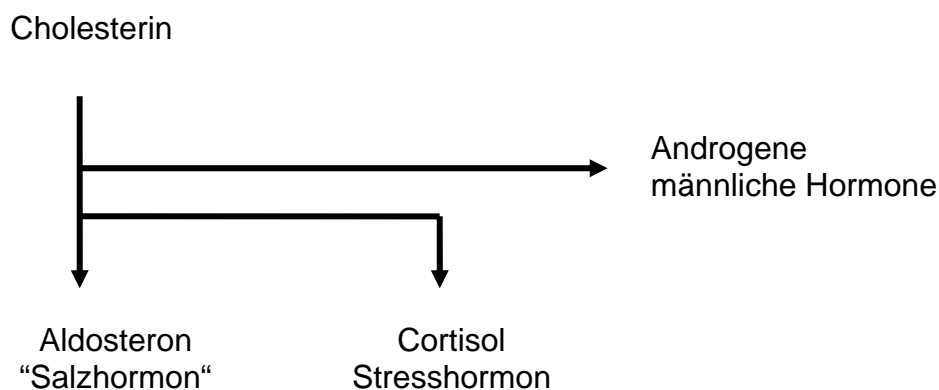 Cholesterin
Androgene
männliche Hormone
Aldosteron
“Salzhormon“
Cortisol
Stresshormon